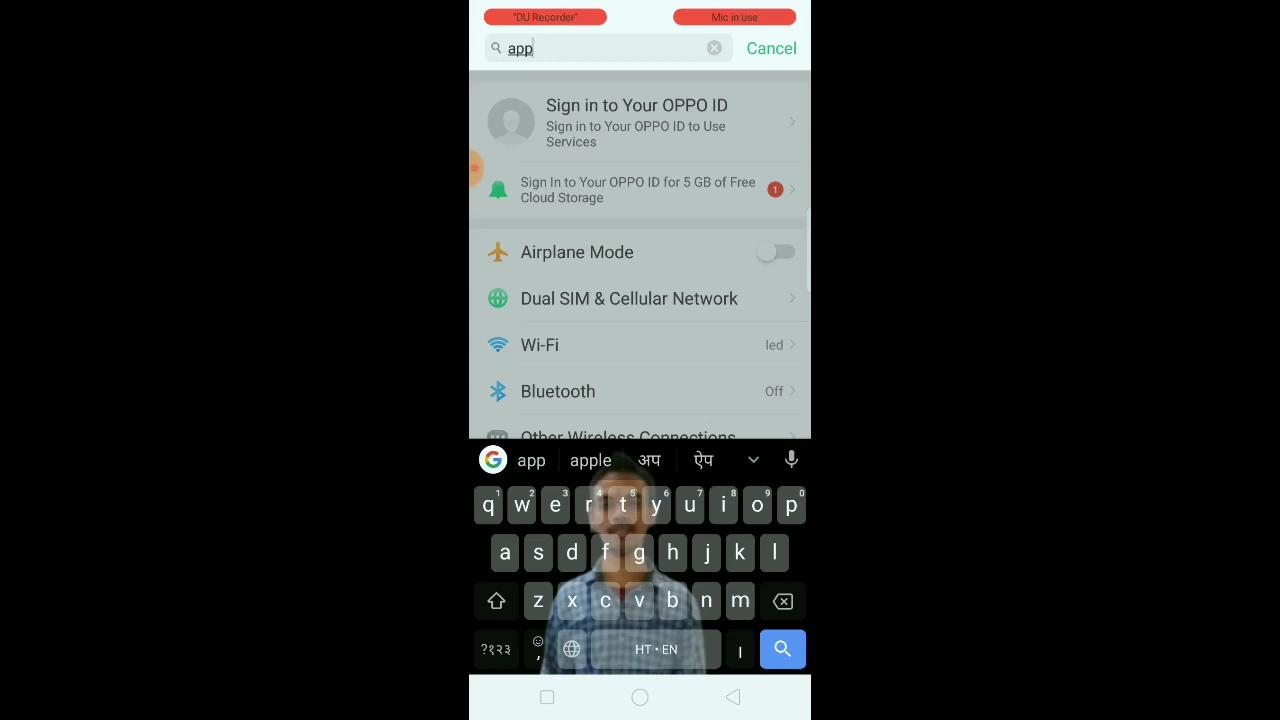 "DU Recorder" Mic in use
app Cancel
Sign in to Your OPPO ID
Sign in to Your OPPO ID to Use
Services
Sign In to Your OPPO ID for 5 GB of Free
Cloud Storage
1
Airplane Mode
Dual SIM & Cellular Network
Wi-Fi led
Bluetooth Off
Other Wireless Connections
G app apple अप ऐप
q1 w2 e3 r4 t5 y6 u7 i8 o9 p0
a s d f g h j k l
z x c v b n m
?१२३ , HT • EN ।